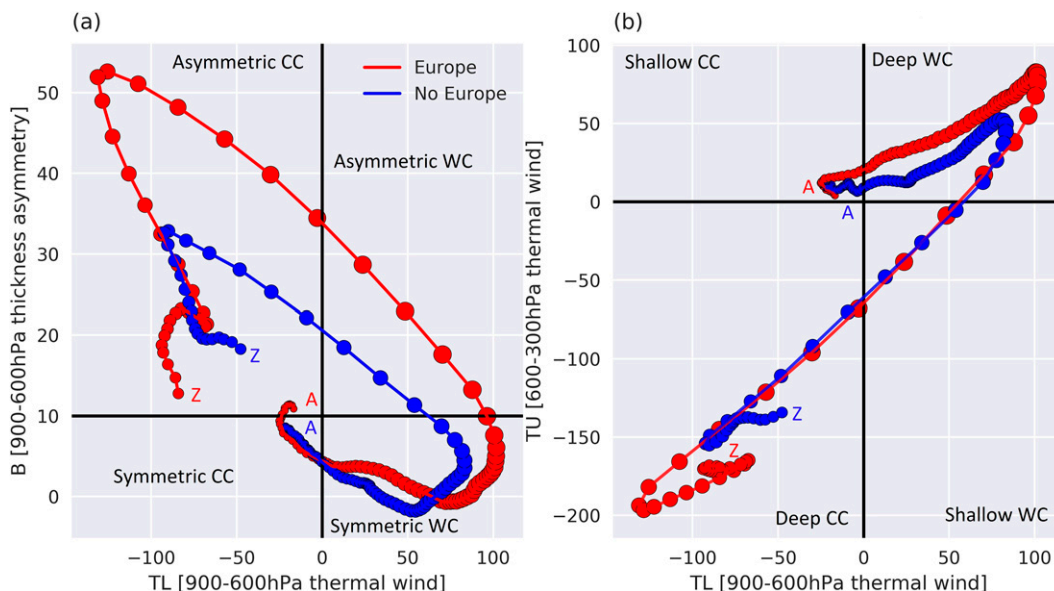 (a)
(b)
Asymmetric CC
Europe
No Europe
Asymmetric WC
Symmetric CC
Symmetric WC
A
A
Z
Z
B [900-600hPa thickness asymmetry]
50
40
30
20
10
0
−100
−50
0
50
100
TL [900-600hPa thermal wind]
Shallow CC
Deep WC
A
A
Z
Z
Deep CC
Shallow WC
TU [600-300hPa thermal wind]
100
50
0
−50
−100
−150
−200
−100
−50
0
50
100
TL [900-600hPa thermal wind]